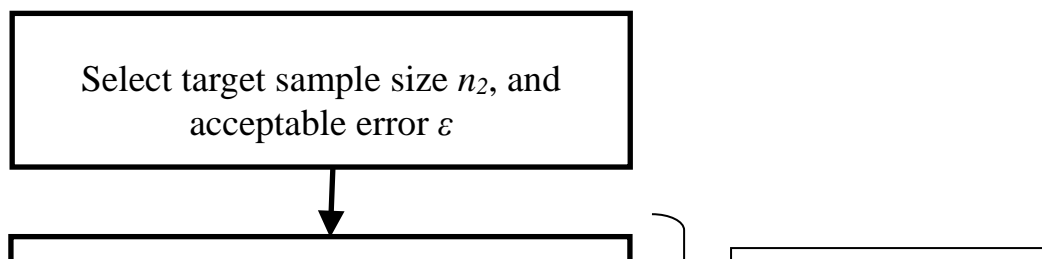 Select target sample size n₂, and
acceptable error ε